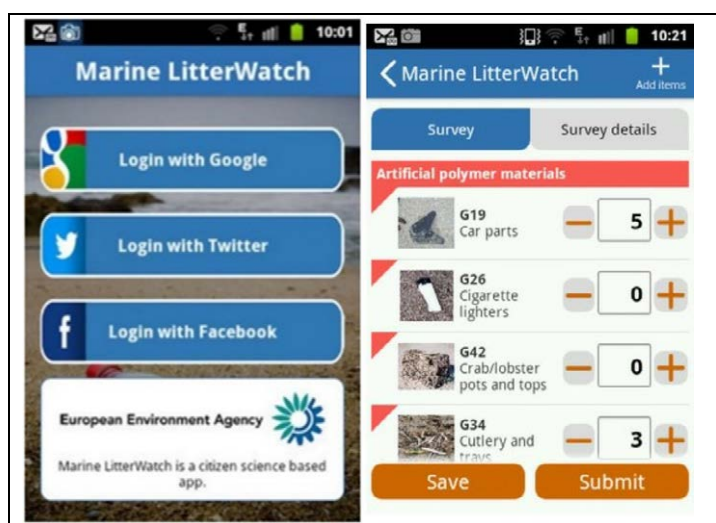 10:01
Marine LitterWatch
Login with Google
Login with Twitter
Login with Facebook
European Environment Agency
Marine LitterWatch is a citizen science based
app.
10:21
Marine LitterWatch
Add items
Survey
Survey details
Artificial polymer materials
G19
Car parts
5
G26
Cigarette
lighters
0
G42
Crab/lobster
pots and tops
0
G34
Cutlery and
trays
3
Save
Submit